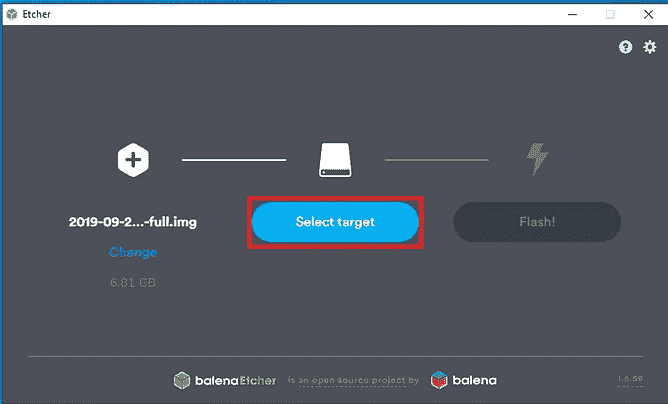 Etcher
2019-09-2...-full.img
Select target
Flash!
Change
6.81 GB
balenaEtcher is an open source project by balena 1.5.59